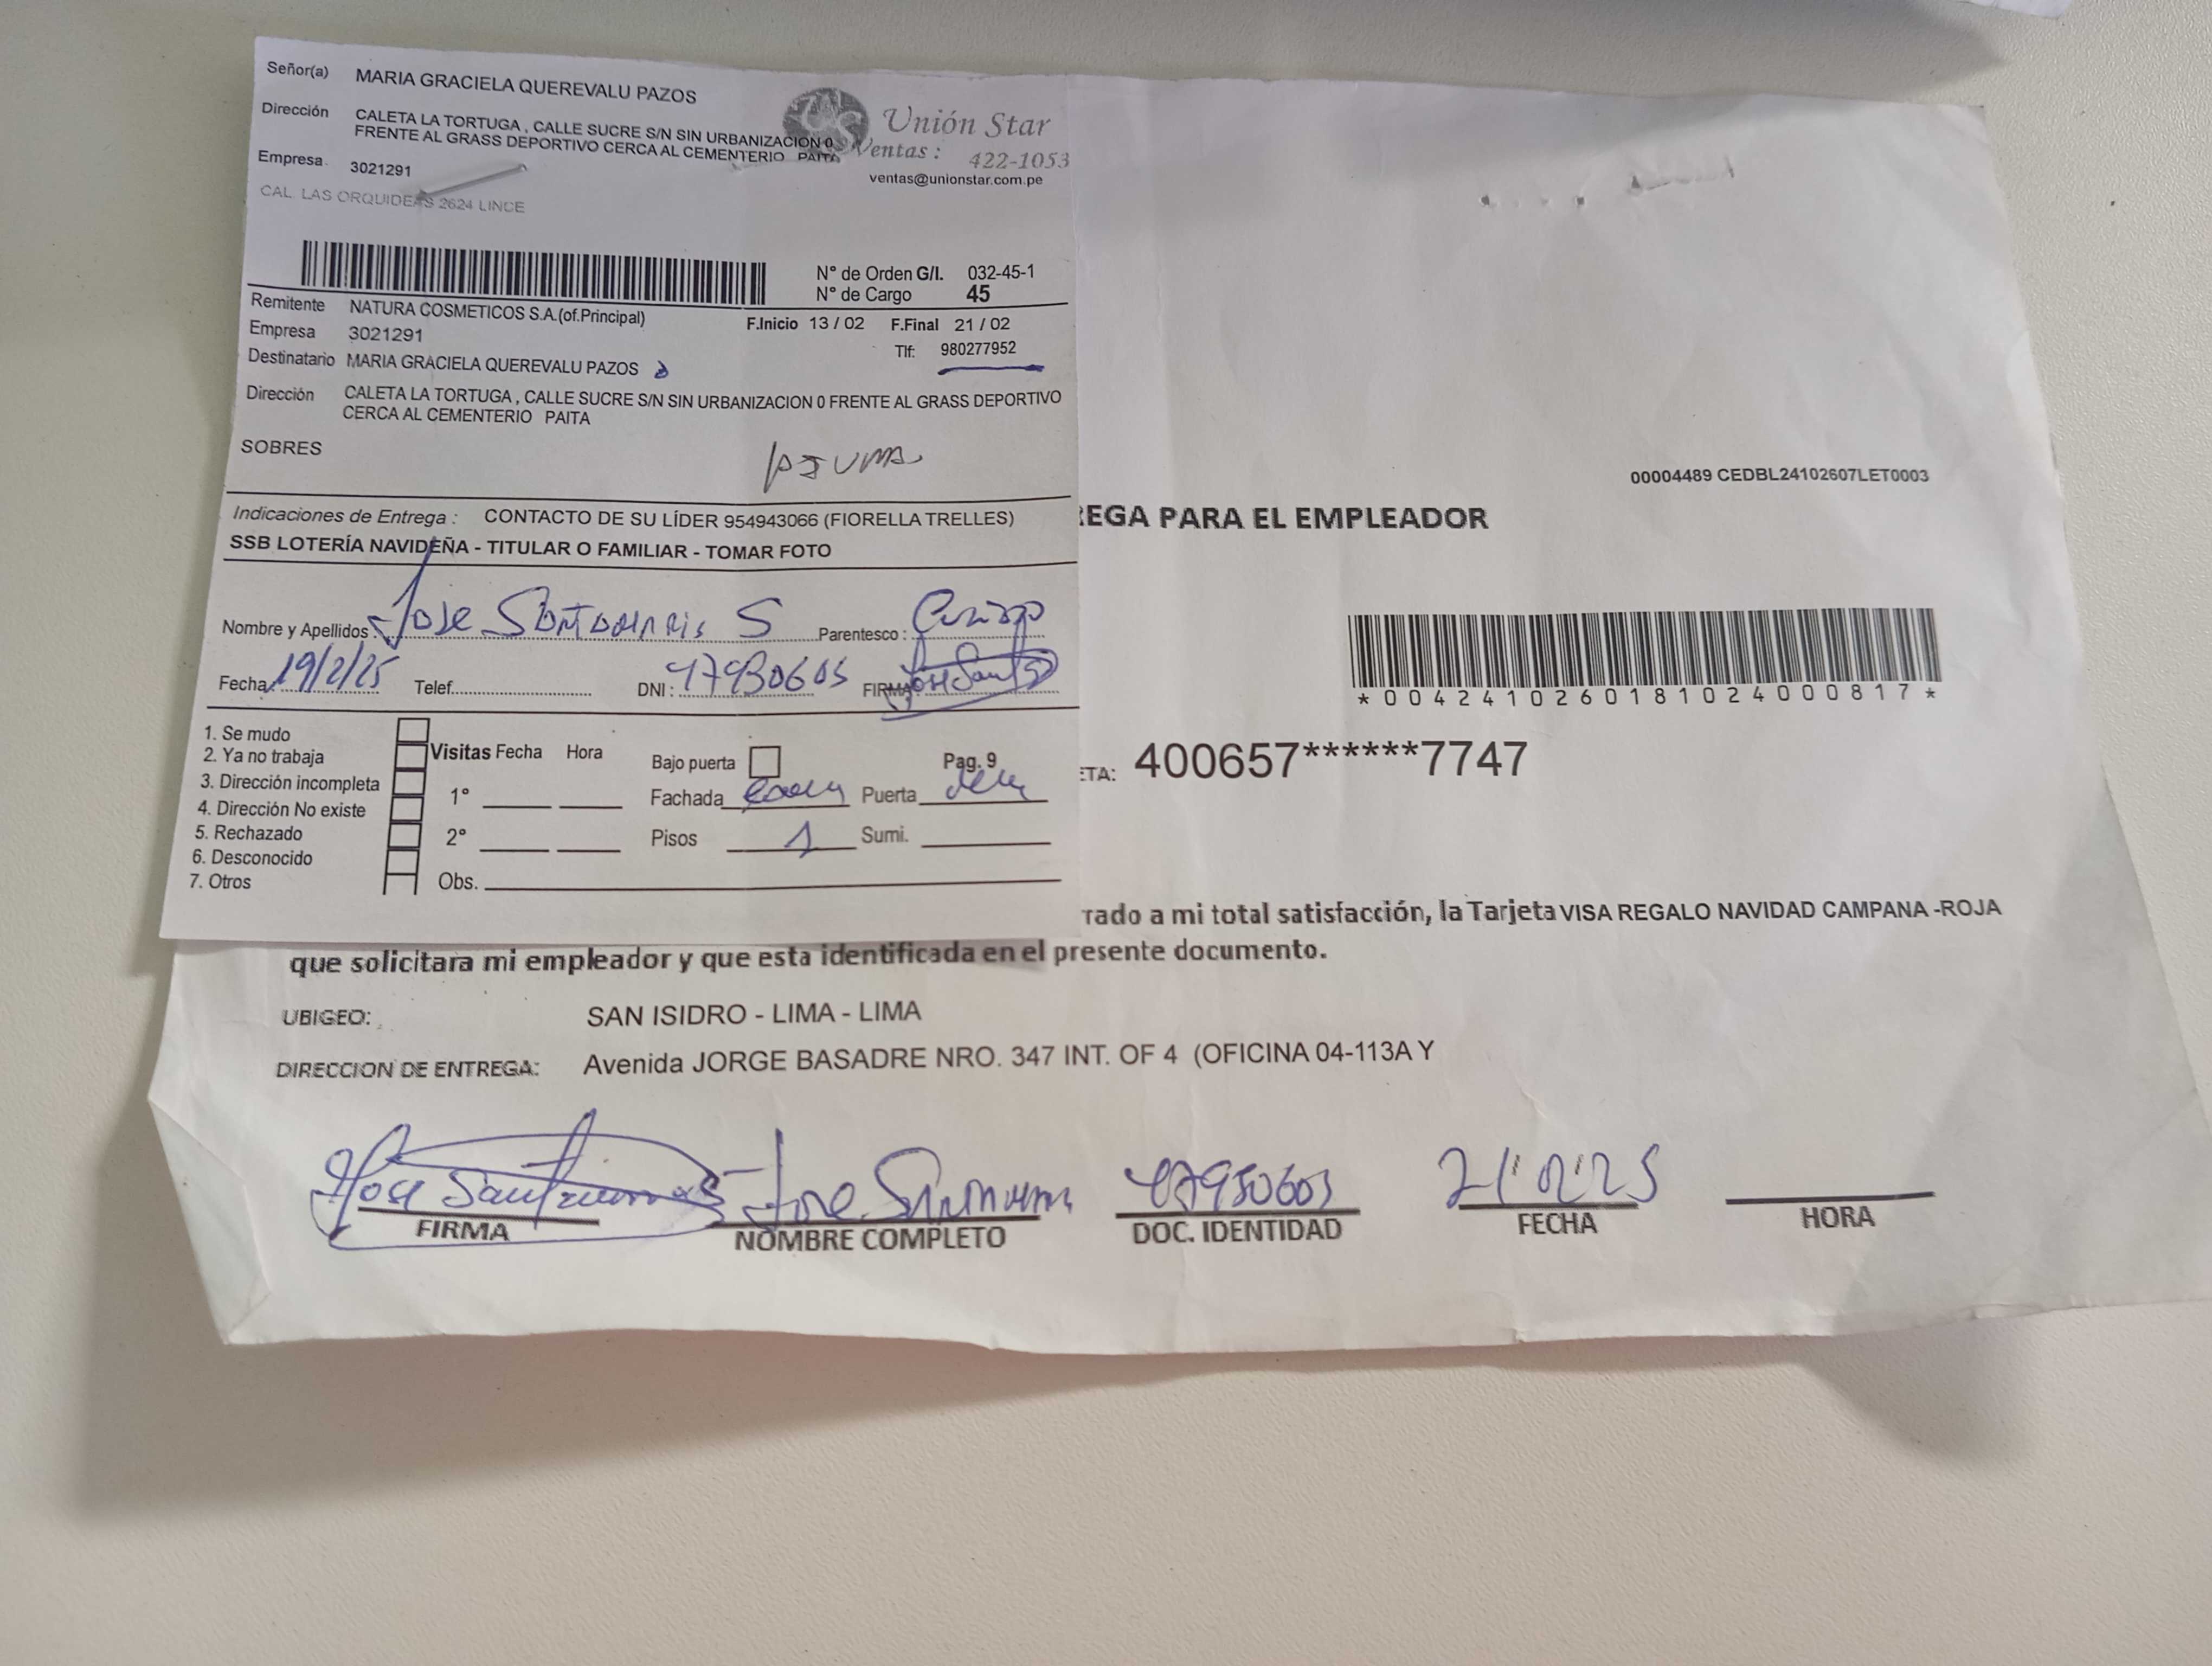 Señor(a) MARIA GRACIELA QUEREVALU PAZOS
Dirección CALETA LA TORTUGA , CALLE SUCRE S/N SIN URBANIZACION 0
FRENTE AL GRASS DEPORTIVO CERCA AL CEMENTERIO PAITA
Empresa 3021291
CAL. LAS ORQUIDEAS 2624 LINCE
Unión Star
Ventas : 422-1053
ventas@unionstar.com.pe
N° de Orden G/I. 032-45-1
N° de Cargo 45
Remitente NATURA COSMETICOS S.A.(of.Principal)
Empresa 3021291
F.Inicio 13 / 02 F.Final 21 / 02
Tlf: 980277952
Destinatario MARIA GRACIELA QUEREVALU PAZOS
Dirección CALETA LA TORTUGA , CALLE SUCRE S/N SIN URBANIZACION 0 FRENTE AL GRASS DEPORTIVO
CERCA AL CEMENTERIO PAITA
SOBRES
Indicaciones de Entrega : CONTACTO DE SU LÍDER 954943066 (FIORELLA TRELLES)
SSB LOTERÍA NAVIDEÑA - TITULAR O FAMILIAR - TOMAR FOTO
Nombre y Apellidos : Jose S Parentesco :
Fecha 19/2/25 Telef. DNI : 47930603 FIRMA
1. Se mudo
2. Ya no trabaja
3. Dirección incompleta
4. Dirección No existe
5. Rechazado
6. Desconocido
7. Otros
Visitas Fecha Hora
1°
2°
Obs.
Bajo puerta Pag. 9
Fachada Puerta
Pisos 1 Sumi.
00004489 CEDBL24102607LET0003
EGA PARA EL EMPLEADOR
*0042410260181024000817*
ETA: 400657******7747
rado a mi total satisfacción, la Tarjeta VISA REGALO NAVIDAD CAMPANA -ROJA
que solicitara mi empleador y que esta identificada en el presente documento.
UBIGEO: SAN ISIDRO - LIMA - LIMA
DIRECCION DE ENTREGA: Avenida JORGE BASADRE NRO. 347 INT. OF 4 (OFICINA 04-113A Y
Jose 47930603
FIRMA NOMBRE COMPLETO DOC. IDENTIDAD FECHA HORA